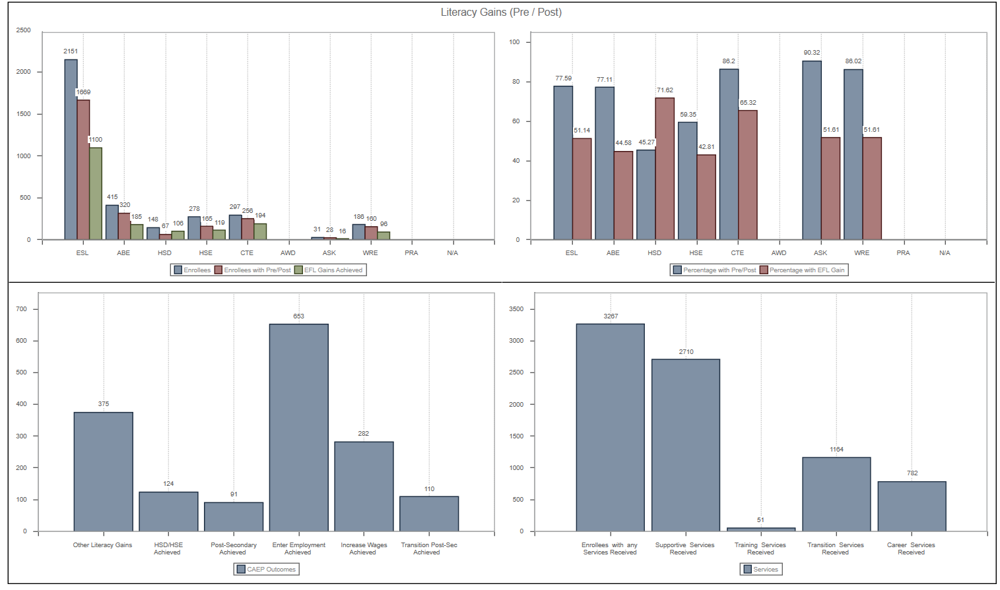 Literacy Gains (Pre / Post)
2500
2000
1500
1000
500
0
2151
1669
1100
415
320
185
148
67
106
278
165
119
297
256
194
31
28
16
186
160
96
ESL
ABE
HSD
HSE
CTE
AWD
ASK
WRE
PRA
N/A
Enrollees
Enrollees with Pre/Post
EFL Gains Achieved
100
80
60
40
20
0
77.59
51.14
77.11
44.58
45.27
71.62
59.35
42.81
86.2
65.32
90.32
51.61
86.02
51.61
ESL
ABE
HSD
HSE
CTE
AWD
ASK
WRE
PRA
N/A
Percentage with Pre/Post
Percentage with EFL Gain
700
600
500
400
300
200
100
0
375
124
91
653
282
110
Other Literacy Gains
HSD/HSE
Achieved
Post-Secondary
Achieved
Enter Employment
Achieved
Increase Wages
Achieved
Transition Post-Sec
Achieved
CAEP Outcomes
3500
3000
2500
2000
1500
1000
500
0
3267
2710
51
1164
782
Enrollees with any
Services Received
Supportive Services
Received
Training Services
Received
Transition Services
Received
Career Services
Received
Services